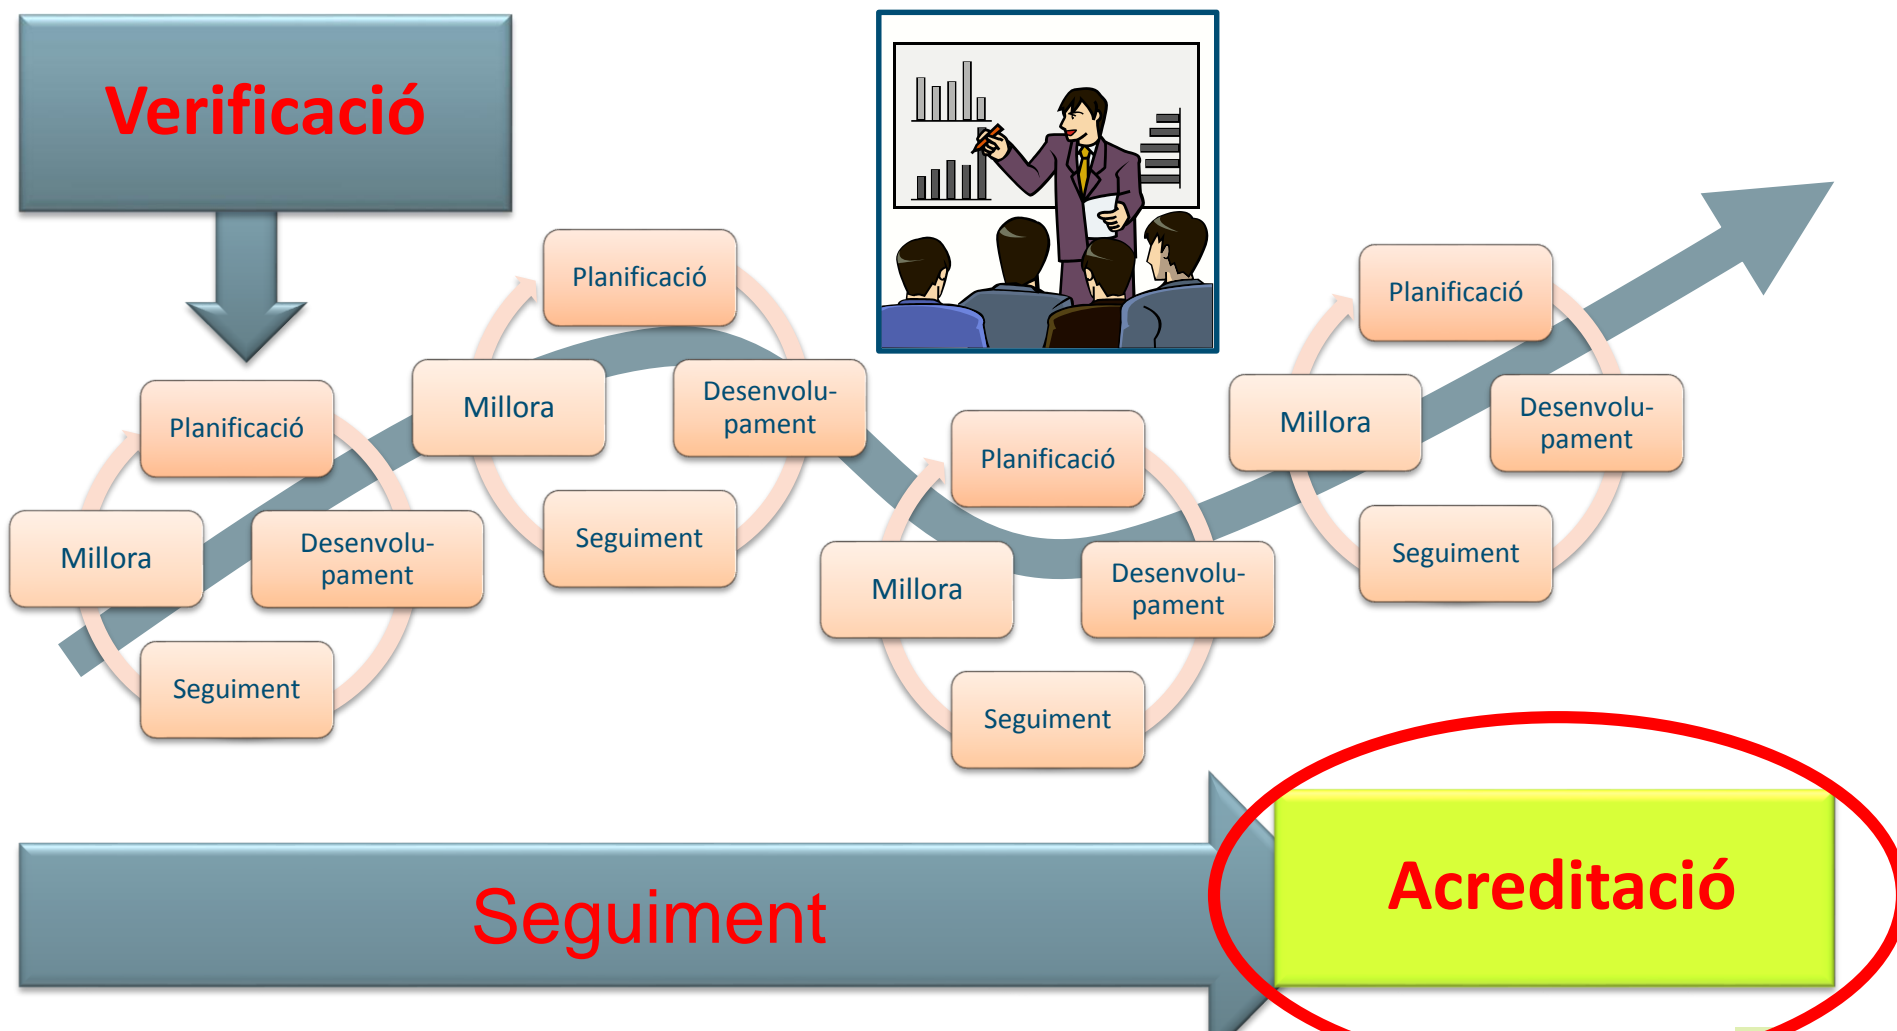 Verificació
Planificació
Millora
Desenvolu-
pament
Seguiment
Planificació
Millora
Desenvolu-
pament
Seguiment
Planificació
Millora
Desenvolu-
pament
Seguiment
Planificació
Millora
Desenvolu-
pament
Seguiment
Seguiment
Acreditació